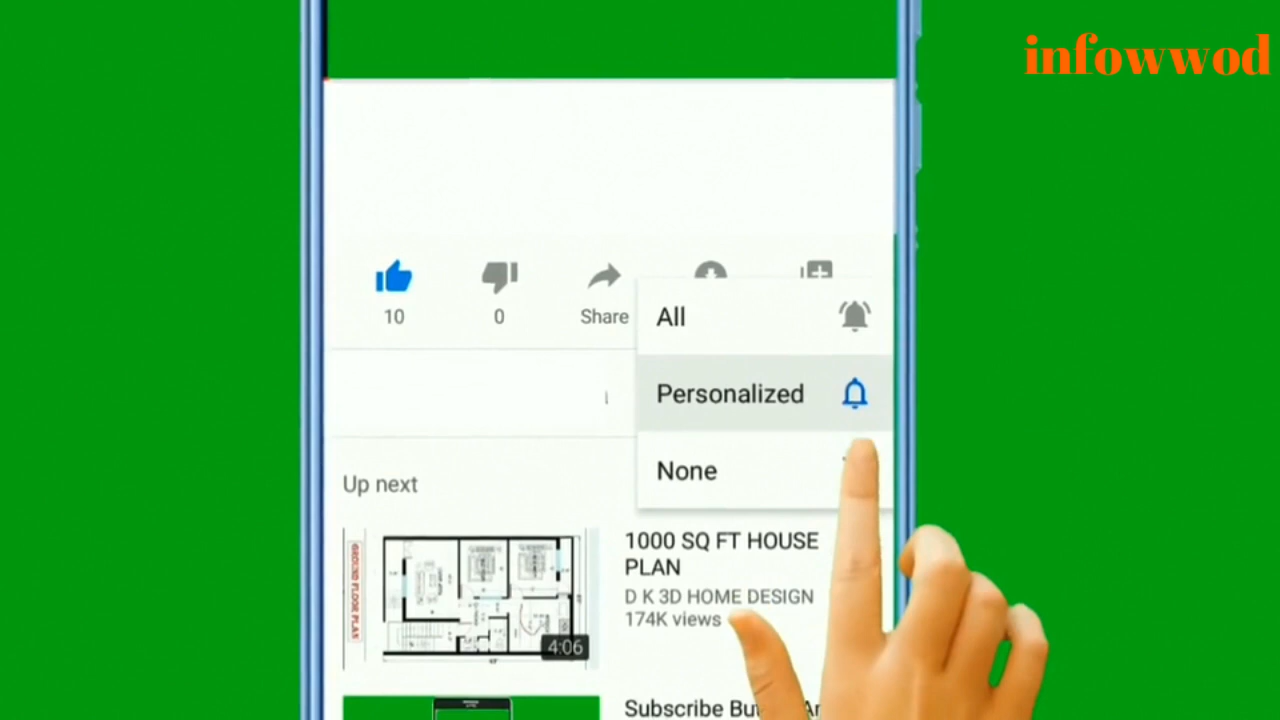 infowwod
10
0
Share
All
Personalized
None
Up next
1000 SQ FT HOUSE
PLAN
D K 3D HOME DESIGN
174K views
4:06
Subscribe